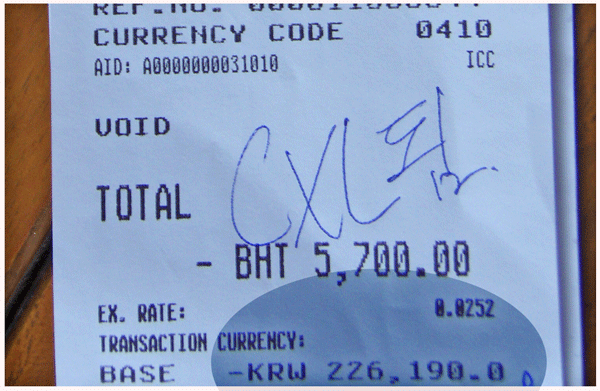 CURRENCY CODE 0410
AID: A0000000031010 ICC
VOID
CXL 됨
TOTAL
- BHT 5,700.00
EX. RATE: 0.0252
TRANSACTION CURRENCY:
BASE -KRW 226,190.0